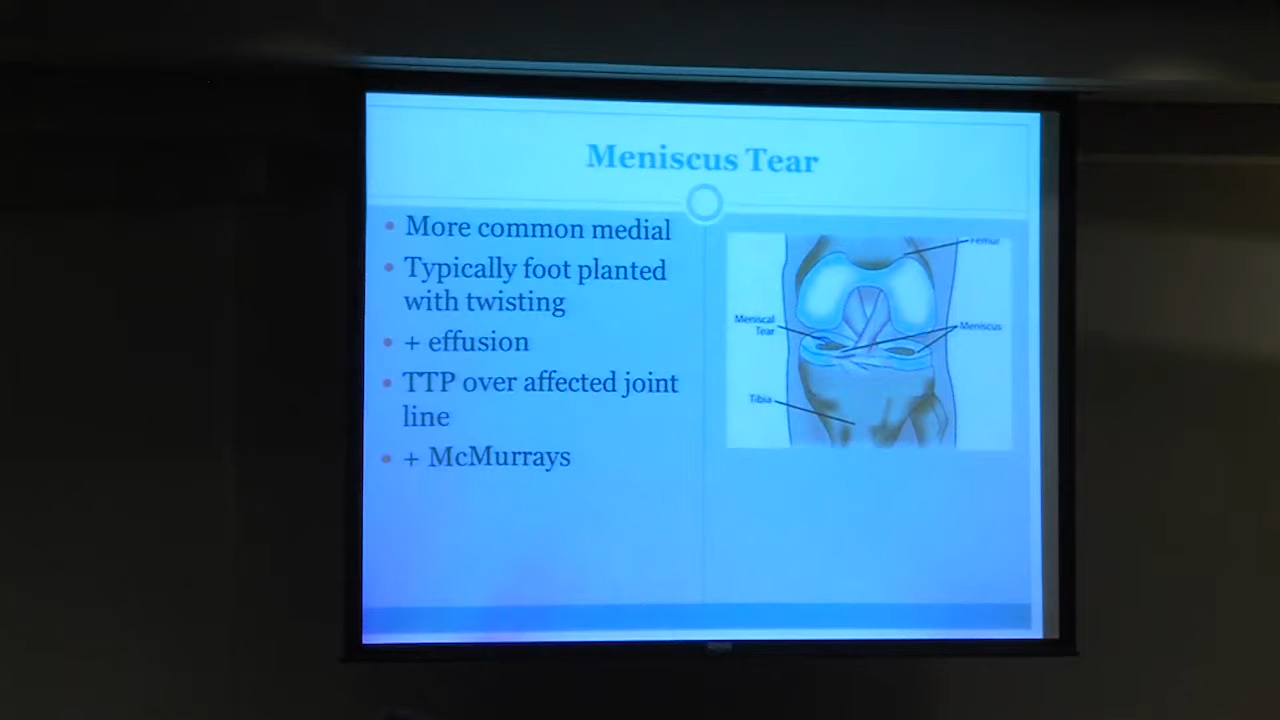 Meniscus Tear
More common medial
Typically foot planted
with twisting
+ effusion
TTP over affected joint
line
+ McMurrays
Femur
Meniscal
Tear
Meniscus
Tibia